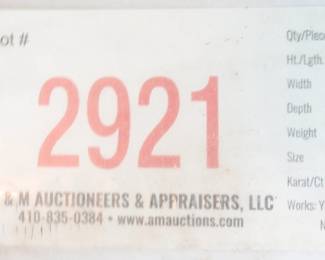 ot #
2921
& M AUCTIONEERS & APPRAISERS, LLC
410-835-0384 • www.amauctions.com
Qty/Piec
Ht./Lgth.
Width
Depth
Weight
Size
Karat/Ct
Works: Y
N